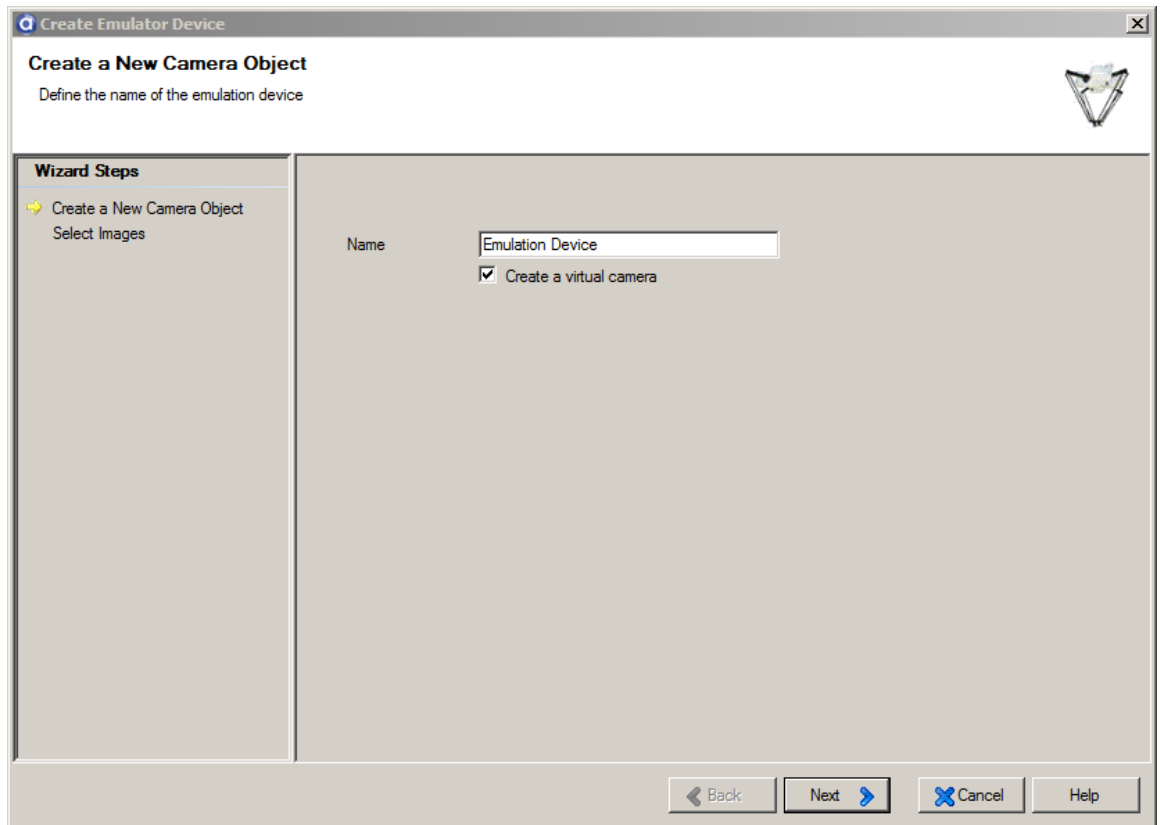 Create Emulator Device
Create a New Camera Object
Define the name of the emulation device
Wizard Steps
Create a New Camera Object
Select Images
Name
Emulation Device
Create a virtual camera
Back
Next
Cancel
Help